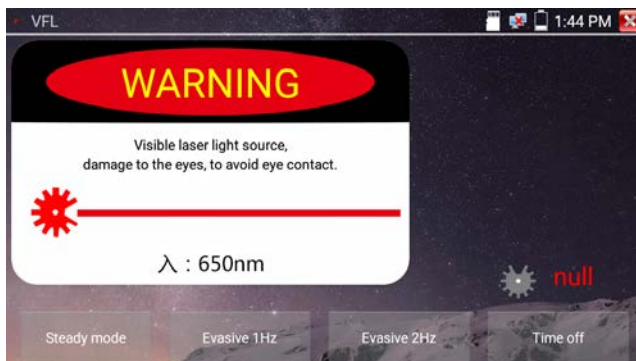 VFL
1:44 PM
WARNING
Visible laser light source,
damage to the eyes, to avoid eye contact.
入 : 650nm
null
Steady mode
Evasive 1Hz
Evasive 2Hz
Time off